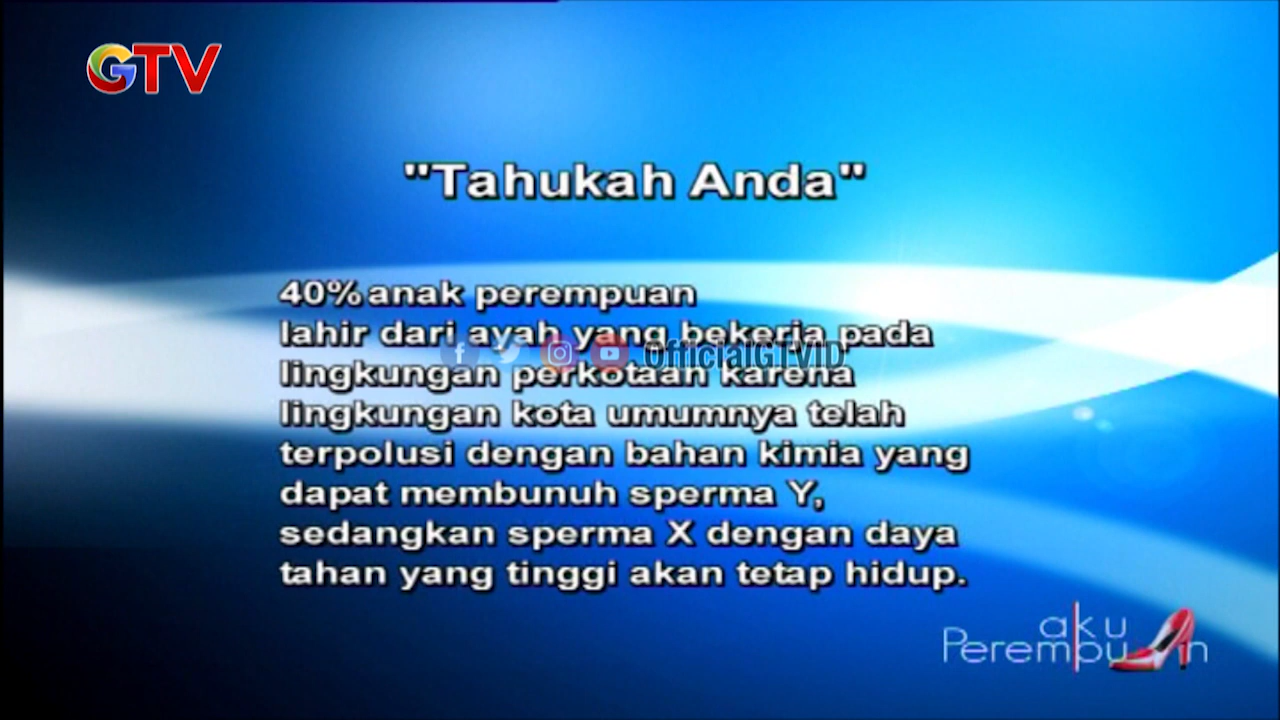 GTV
"Tahukah Anda"
40% anak perempuan
lahir dari ayah yang bekerja pada
OfficialGTVID
lingkungan perkotaan karena
lingkungan kota umumnya telah
terpolusi dengan bahan kimia yang
dapat membunuh sperma Y,
sedangkan sperma X dengan daya
tahan yang tinggi akan tetap hidup.
aku
Perempuan